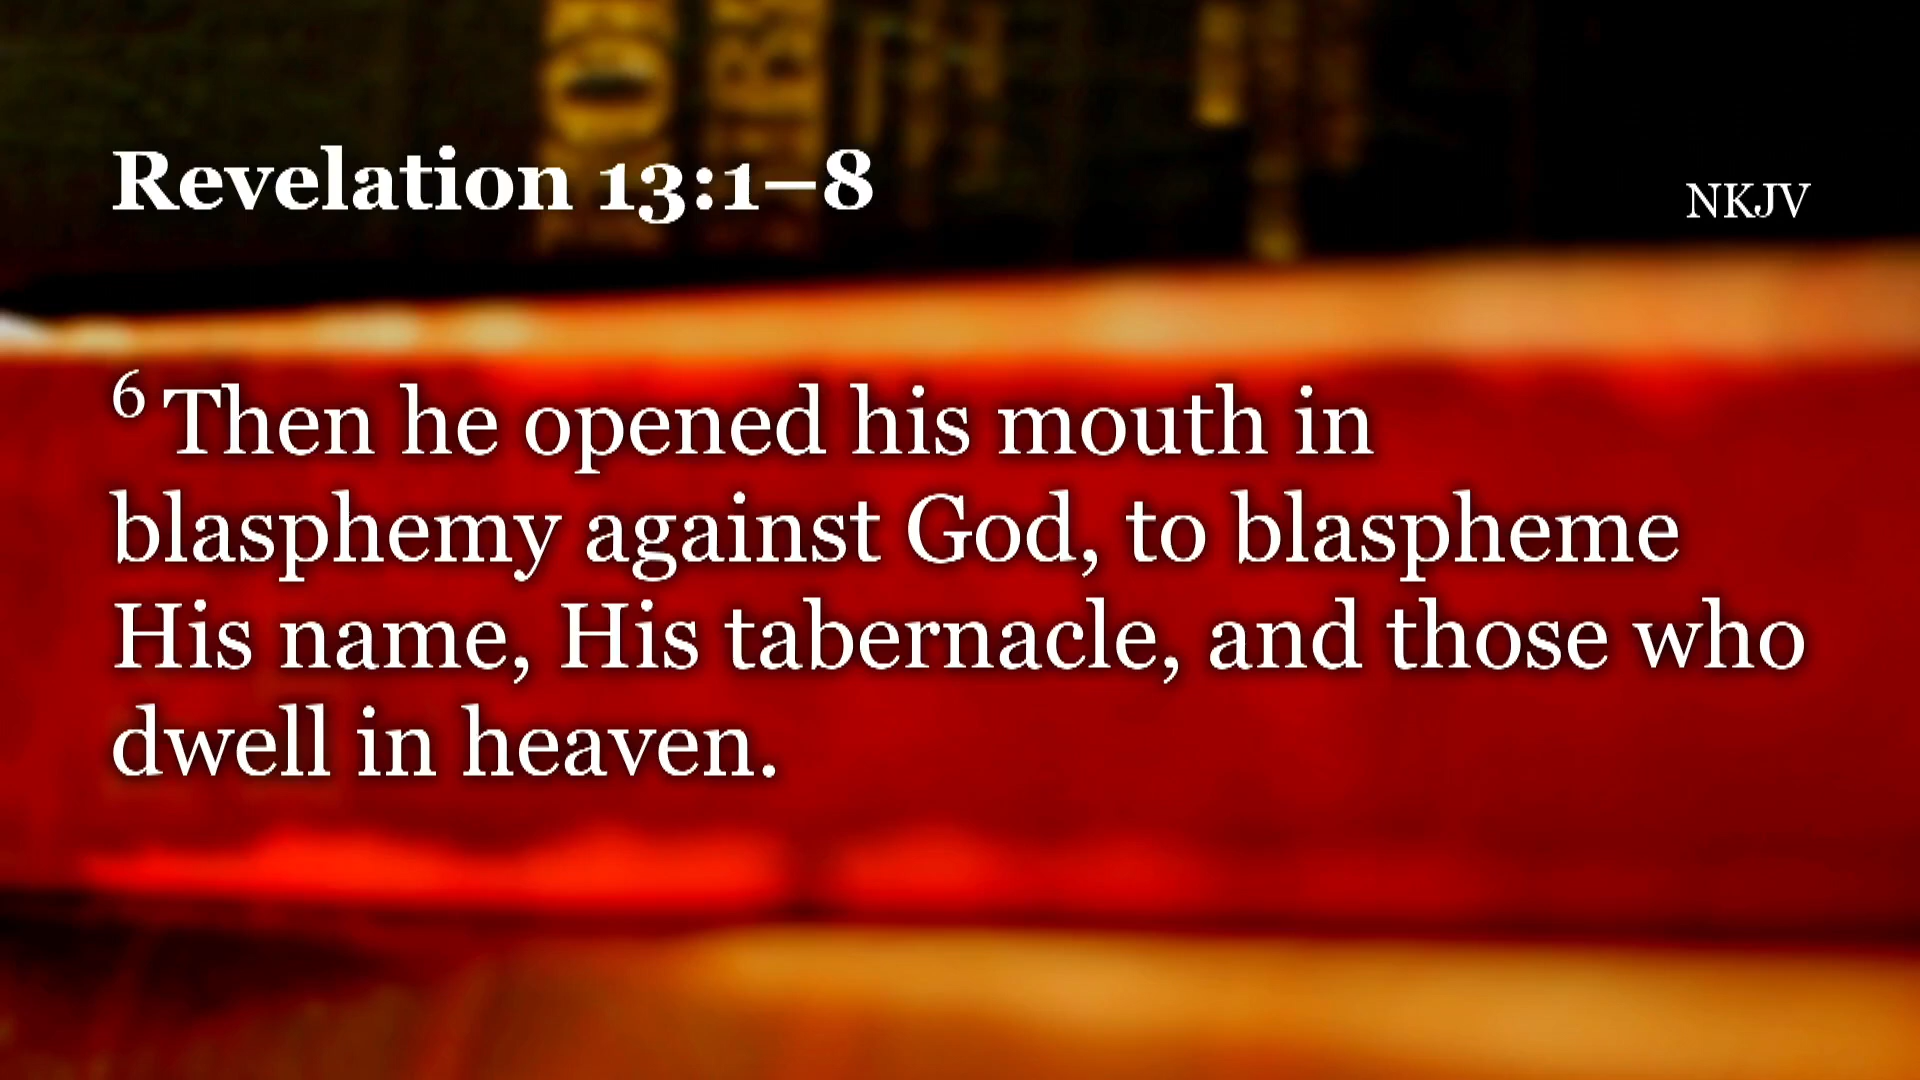 Revelation 13:1–8
NKJV
6 Then he opened his mouth in
blasphemy against God, to blaspheme
His name, His tabernacle, and those who
dwell in heaven.